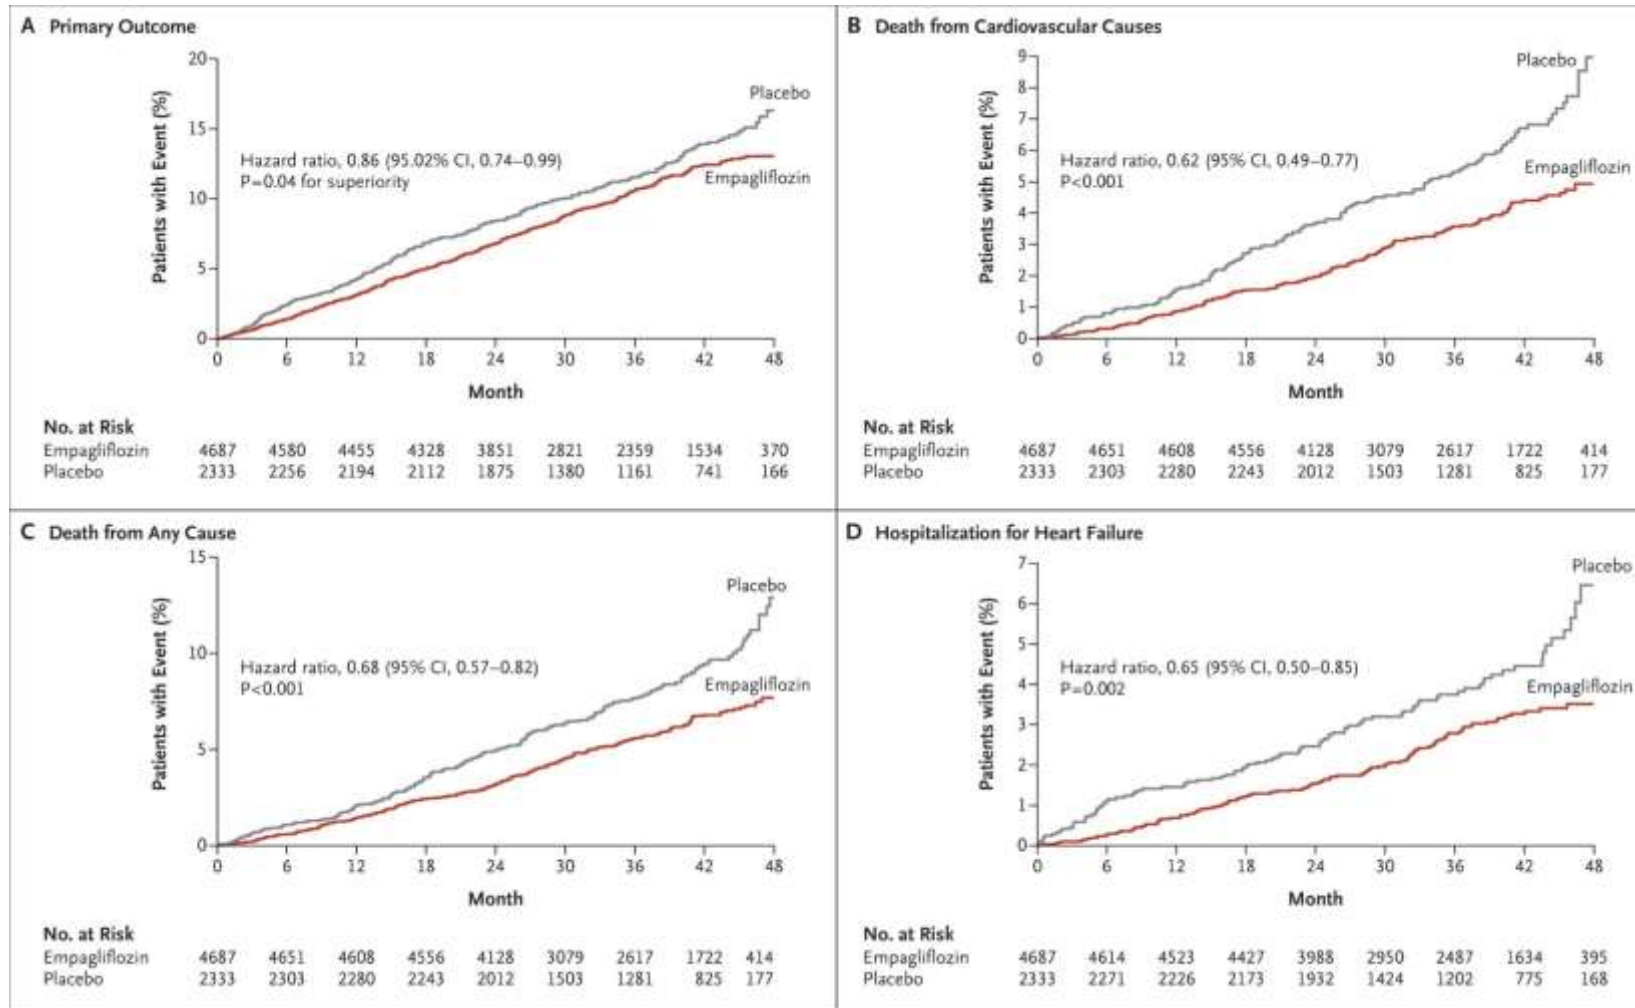 A Primary Outcome
20
15
10
5
0
Patients with Event (%)
Placebo
Hazard ratio, 0.86 (95.02% CI, 0.74–0.99)
P=0.04 for superiority
Empagliflozin
0 6 12 18 24 30 36 42 48
Month
No. at Risk
Empagliflozin 4687 4580 4455 4328 3851 2821 2359 1534 370
Placebo 2333 2256 2194 2112 1875 1380 1161 741 166
B Death from Cardiovascular Causes
9
8
7
6
5
4
3
2
1
0
Patients with Event (%)
Placebo
Hazard ratio, 0.62 (95% CI, 0.49–0.77)
P<0.001
Empagliflozin
0 6 12 18 24 30 36 42 48
Month
No. at Risk
Empagliflozin 4687 4651 4608 4556 4128 3079 2617 1722 414
Placebo 2333 2303 2280 2243 2012 1503 1281 825 177
C Death from Any Cause
15
10
5
0
Patients with Event (%)
Placebo
Hazard ratio, 0.68 (95% CI, 0.57–0.82)
P<0.001
Empagliflozin
0 6 12 18 24 30 36 42 48
Month
No. at Risk
Empagliflozin 4687 4651 4608 4556 4128 3079 2617 1722 414
Placebo 2333 2303 2280 2243 2012 1503 1281 825 177
D Hospitalization for Heart Failure
7
6
5
4
3
2
1
0
Patients with Event (%)
Placebo
Hazard ratio, 0.65 (95% CI, 0.50–0.85)
P=0.002
Empagliflozin
0 6 12 18 24 30 36 42 48
Month
No. at Risk
Empagliflozin 4687 4614 4523 4427 3988 2950 2487 1634 395
Placebo 2333 2271 2226 2173 1932 1424 1202 775 168